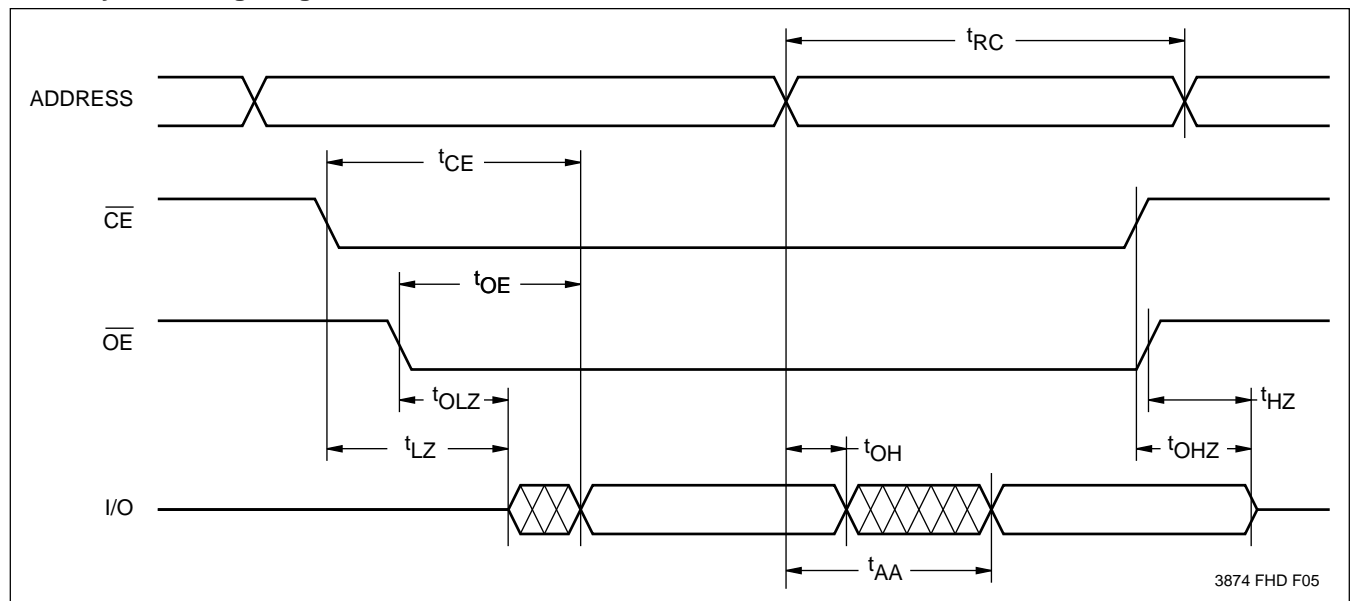 tRC
ADDRESS
tCE
CE
tOE
OE
tOLZ
tHZ
tLZ
tOH
tOHZ
I/O
tAA
3874 FHD F05